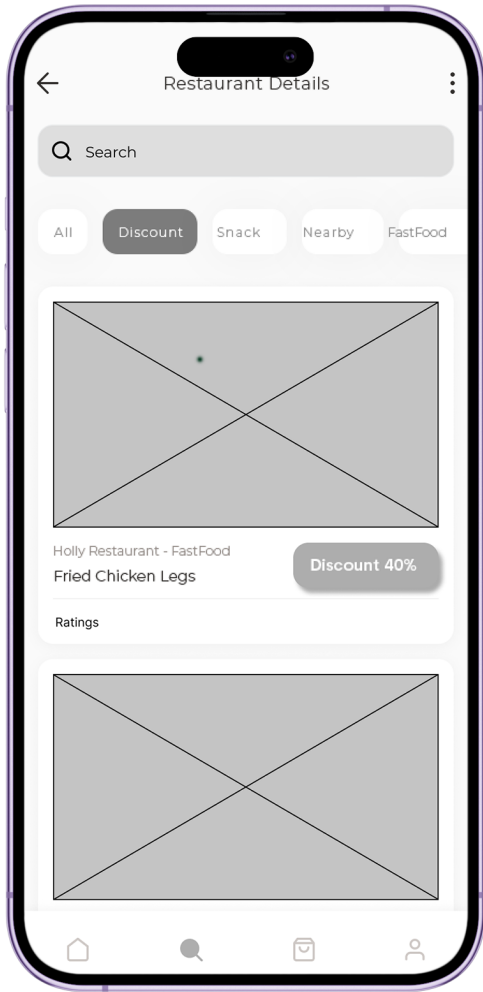 Restaurant Details
Search
All
Discount
Snack
Nearby
FastFood
Holly Restaurant - FastFood
Fried Chicken Legs
Discount 40%
Ratings